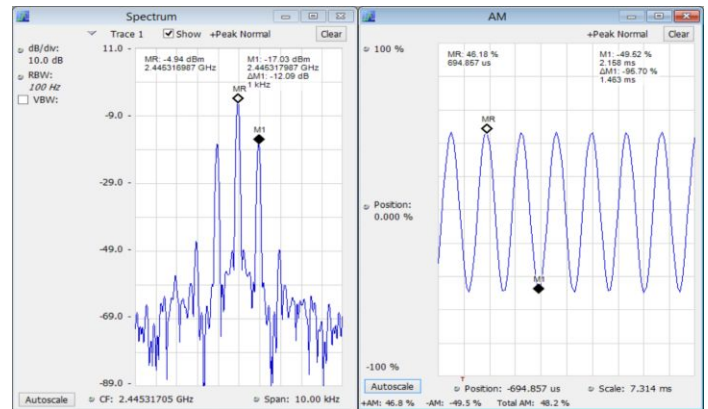 Spectrum
Trace 1 Show +Peak Normal Clear
dB/div:
10.0 dB
RBW:
100 Hz
VBW:
11.0
-9.0
-29.0
-49.0
-69.0
-89.0
MR: -4.94 dBm
2.445316987 GHz
M1: -17.03 dBm
2.445317987 GHz
ΔM1: -12.09 dB
1 kHz
MR
M1
Autoscale
CF: 2.44531705 GHz
Span: 10.00 kHz
AM
+Peak Normal Clear
100 %
MR: 46.18 %
694.857 us
M1: -49.52 %
2.158 ms
ΔM1: -95.70 %
1.463 ms
MR
M1
Position:
0.000 %
-100 %
T
Autoscale
Position: -694.857 us
Scale: 7.314 ms
+AM: 46.8 % -AM: -49.5 % Total AM: 48.2 %